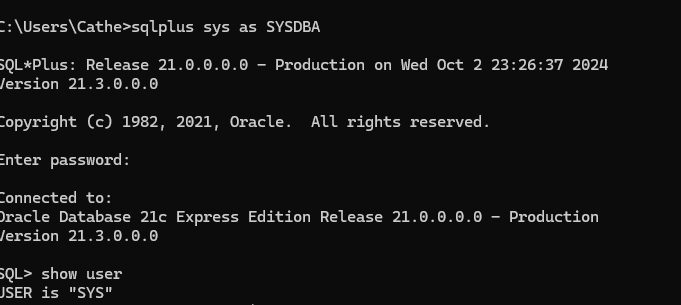 C:\Users\Cathe>sqlplus sys as SYSDBA
SQL*Plus: Release 21.0.0.0.0 - Production on Wed Oct 2 23:26:37 2024
Version 21.3.0.0.0
Copyright (c) 1982, 2021, Oracle.  All rights reserved.
Enter password:
Connected to:
Oracle Database 21c Express Edition Release 21.0.0.0.0 - Production
Version 21.3.0.0.0
SQL> show user
USER is "SYS"